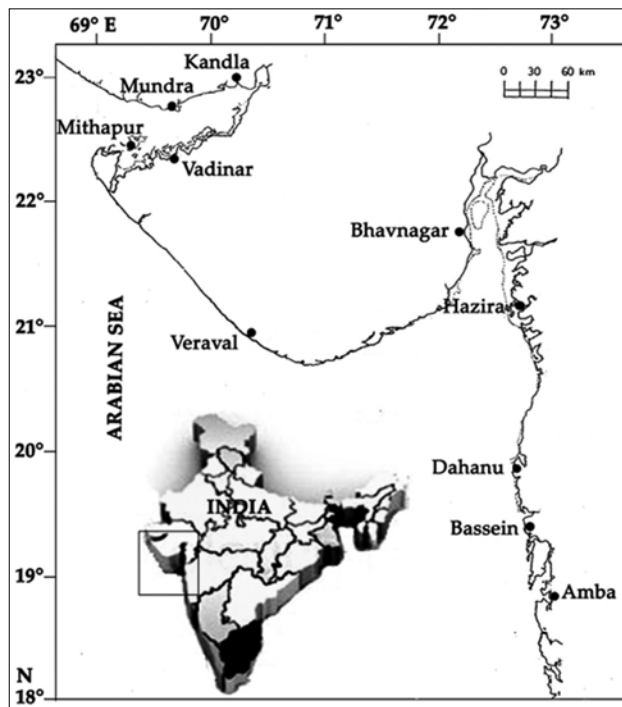 69° E 70° 71° 72° 73°
0 30 60 km
23°
Kandla
Mundra
Mithapur
Vadinar
22°
Bhavnagar
Hazira
21°
Veraval
ARABIAN SEA
20°
Dahanu
INDIA
Bassein
19°
Amba
N
18°